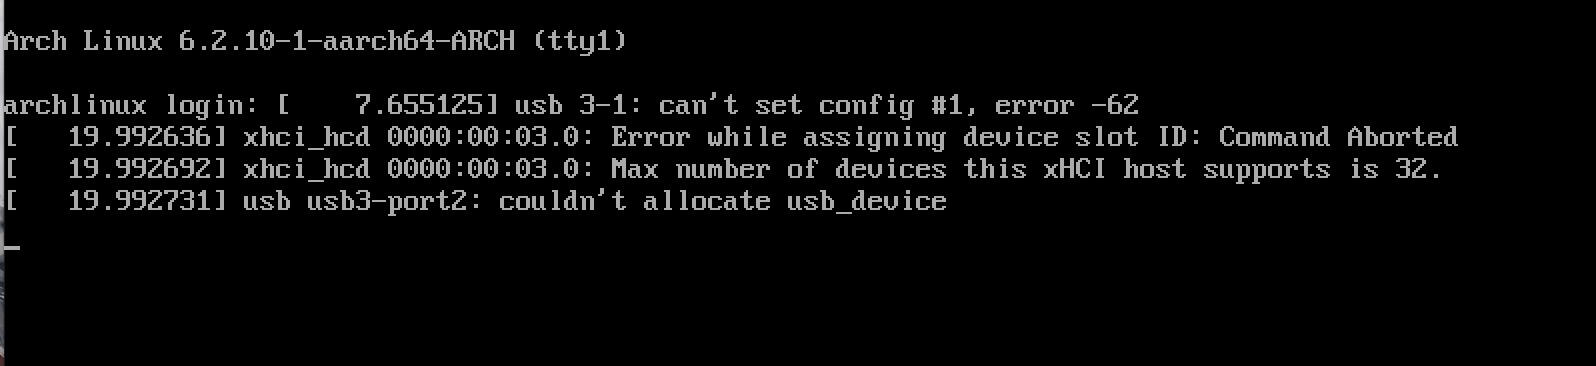 Arch Linux 6.2.10-1-aarch64-ARCH (tty1)
archlinux login: [    7.655125] usb 3-1: can't set config #1, error -62
[   19.992636] xhci_hcd 0000:00:03.0: Error while assigning device slot ID: Command Aborted
[   19.992692] xhci_hcd 0000:00:03.0: Max number of devices this xHCI host supports is 32.
[   19.992731] usb usb3-port2: couldn't allocate usb_device